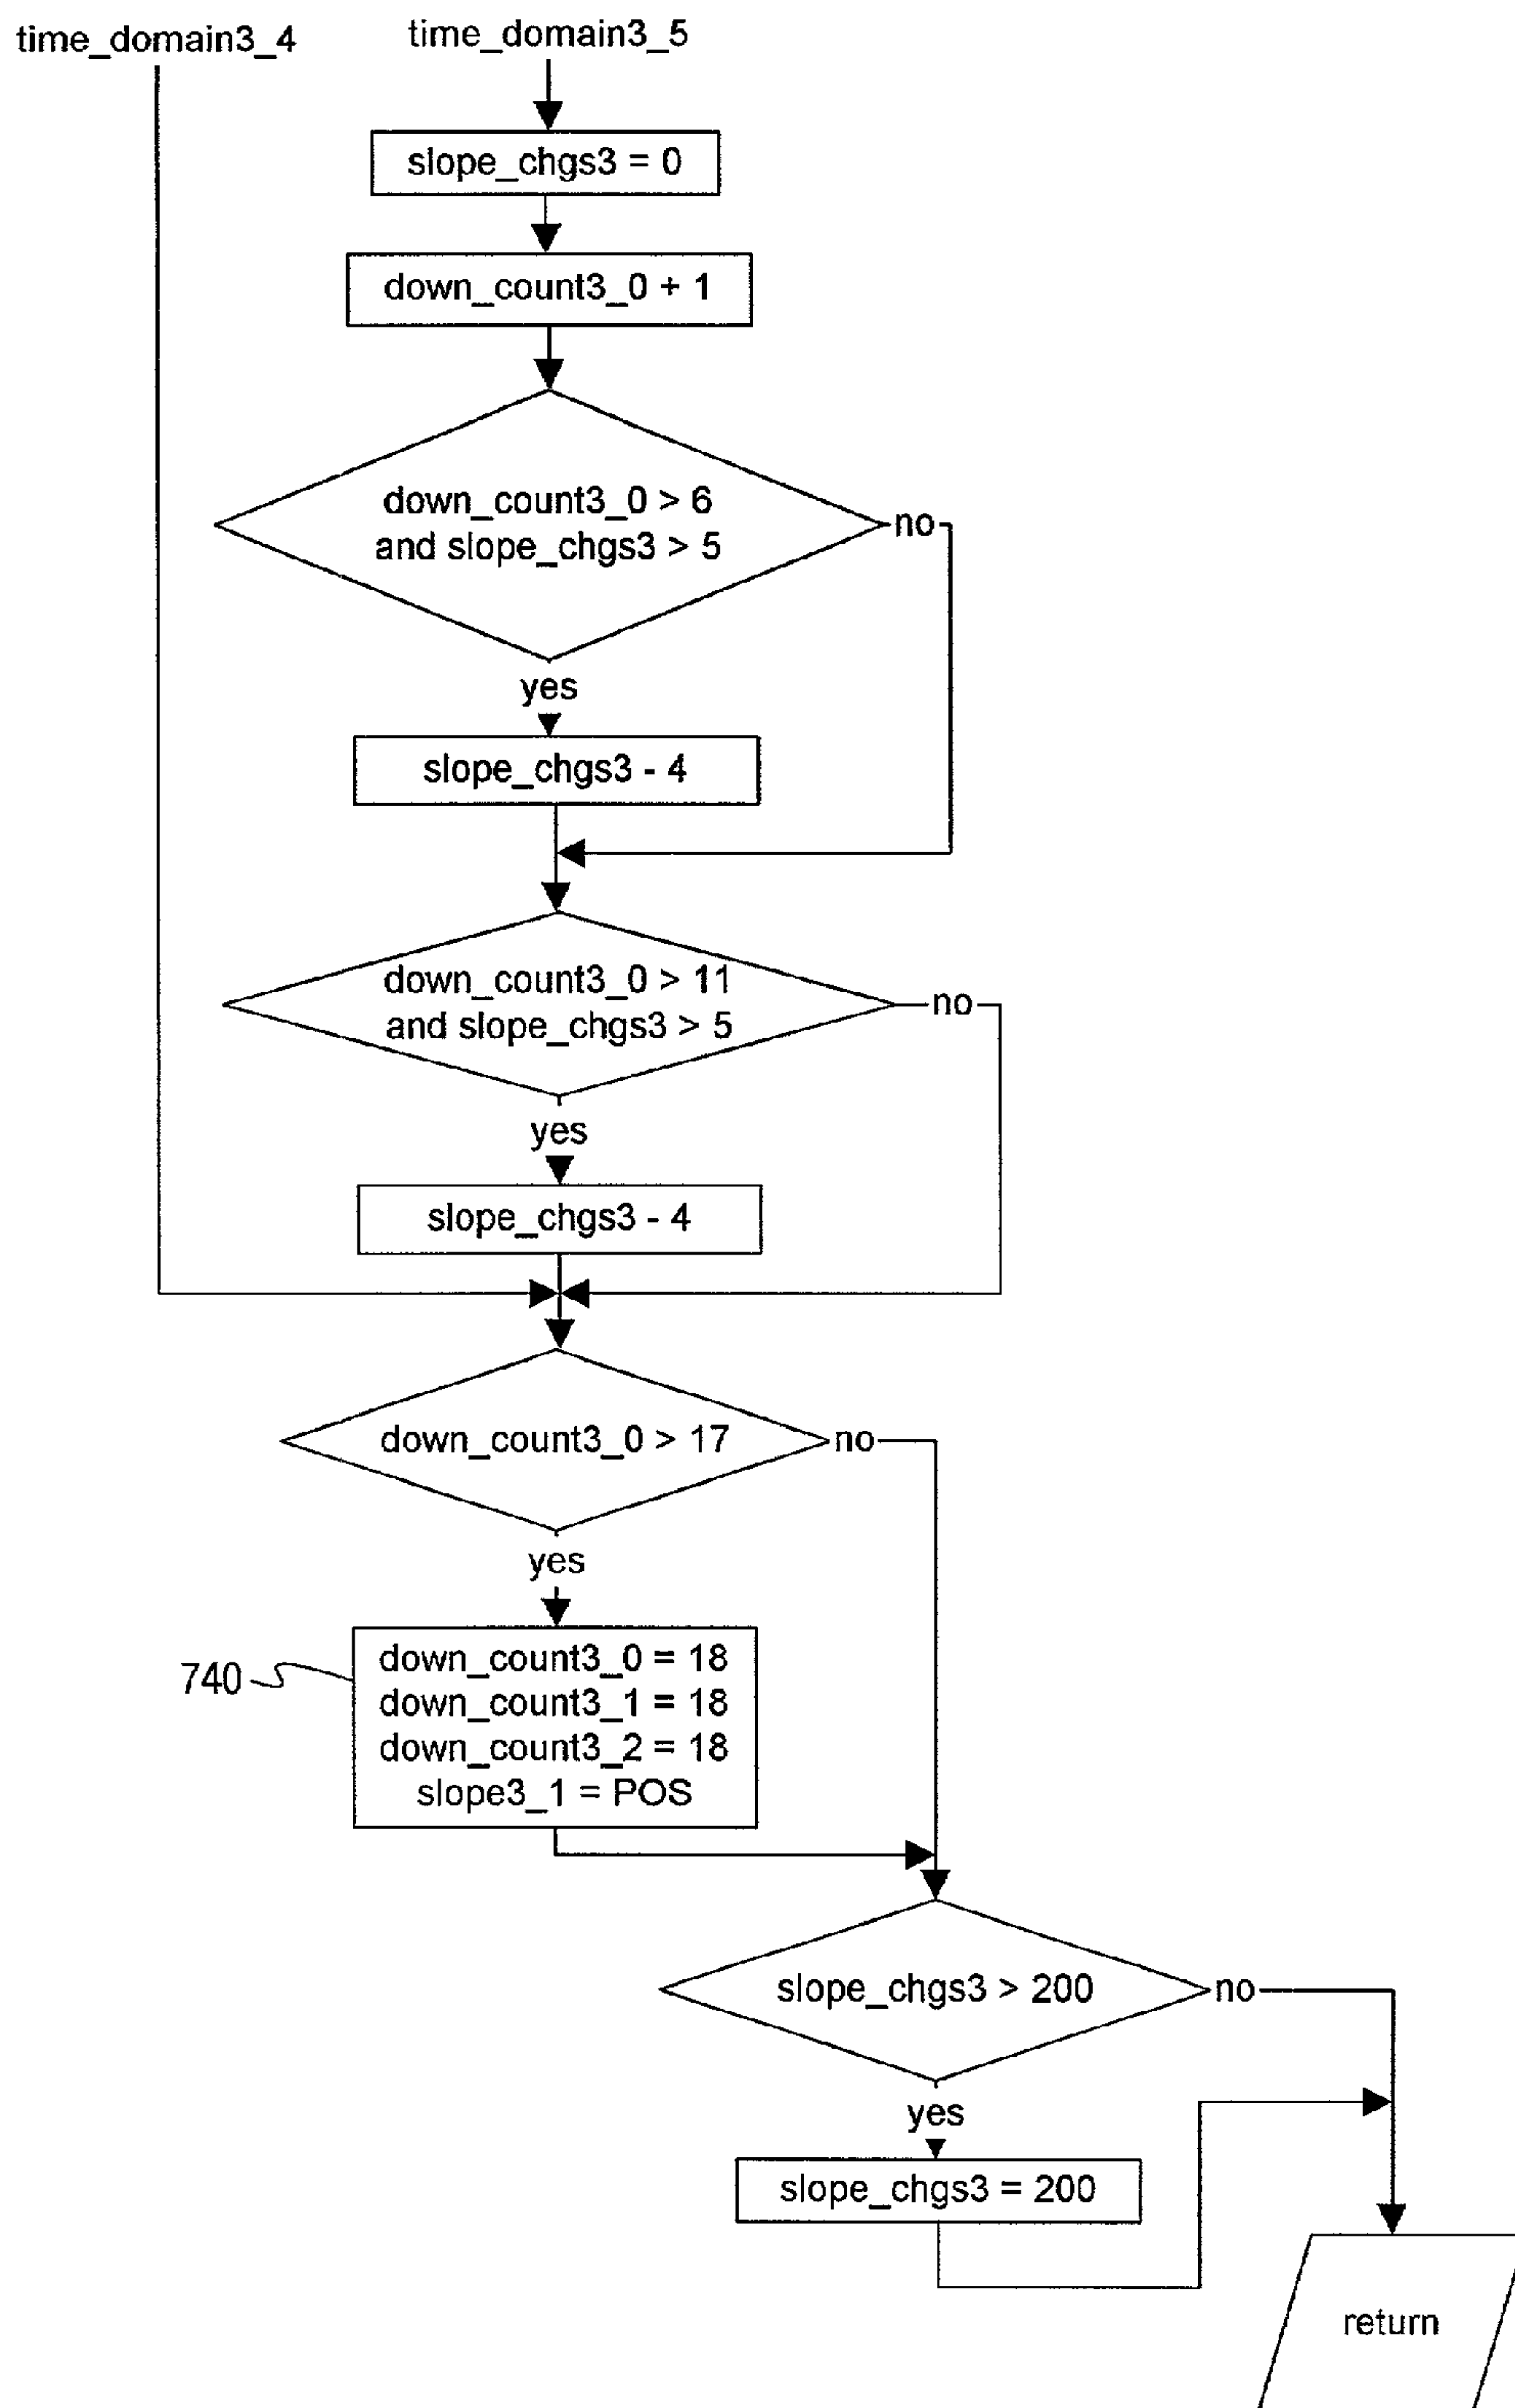 time_domain3_4
time_domain3_5
slope_chgs3 = 0
down_count3_0 + 1
down_count3_0 > 6
and slope_chgs3 > 5
no
yes
slope_chgs3 - 4
down_count3_0 > 11
and slope_chgs3 > 5
no
yes
slope_chgs3 - 4
down_count3_0 > 17
no
yes
740
down_count3_0 = 18
down_count3_1 = 18
down_count3_2 = 18
slope3_1 = POS
slope_chgs3 > 200
no
yes
slope_chgs3 = 200
return